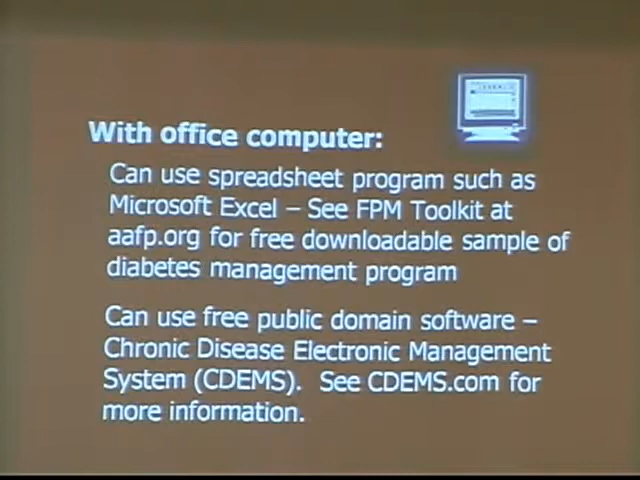 With office computer:
Can use spreadsheet program such as
Microsoft Excel – See FPM Toolkit at
aafp.org for free downloadable sample of
diabetes management program
Can use free public domain software –
Chronic Disease Electronic Management
System (CDEMS).  See CDEMS.com for
more information.